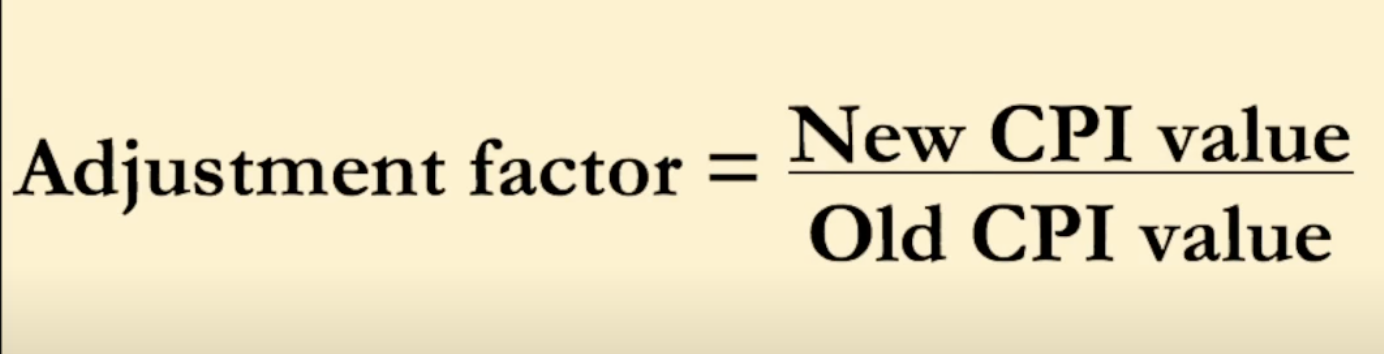 Adjustment factor = New CPI value
Old CPI value